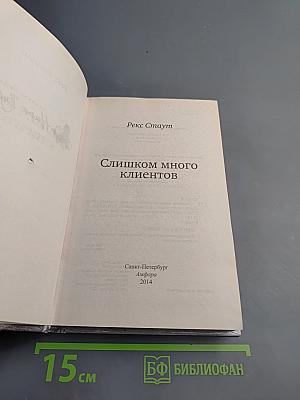 Рекс Стаут
Слишком много
клиентов
Санкт-Петербург
Амфора
2014
15 см
БФ БИБЛИОФАН